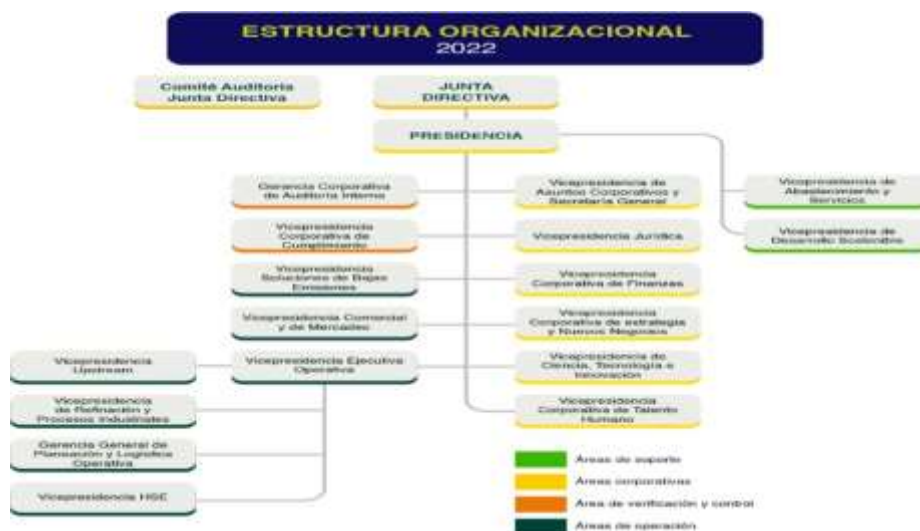 ESTRUCTURA ORGANIZACIONAL
2022
Comité Auditoria
Junta Directiva
JUNTA
DIRECTIVA
PRESIDENCIA
Gerencia Corporativa
de Auditoria Interna
Vicepresidencia de
Asuntos Corporativos y
Secretaría General
Vicepresidencia de
Abastecimiento y
Servicios
Vicepresidencia
Corporativa de
Cumplimiento
Vicepresidencia Jurídica
Vicepresidencia de
Desarrollo Sostenible
Vicepresidencia
Soluciones de Bajas
Emisiones
Vicepresidencia
Corporativa de Finanzas
Vicepresidencia Comercial
y de Mercadeo
Vicepresidencia
Corporativa de estrategia
y Nuevos Negocios
Vicepresidencia
Upstream
Vicepresidencia Ejecutiva
Operativa
Vicepresidencia de
Ciencia, Tecnología e
Innovación
Vicepresidencia
de Refinación y
Procesos Industriales
Vicepresidencia
Corporativa de Talento
Humano
Gerencia General de
Planeación y Logística
Operativa
Vicepresidencia HSE
Áreas de soporte
Áreas corporativas
Área de verificación y control
Áreas de operación